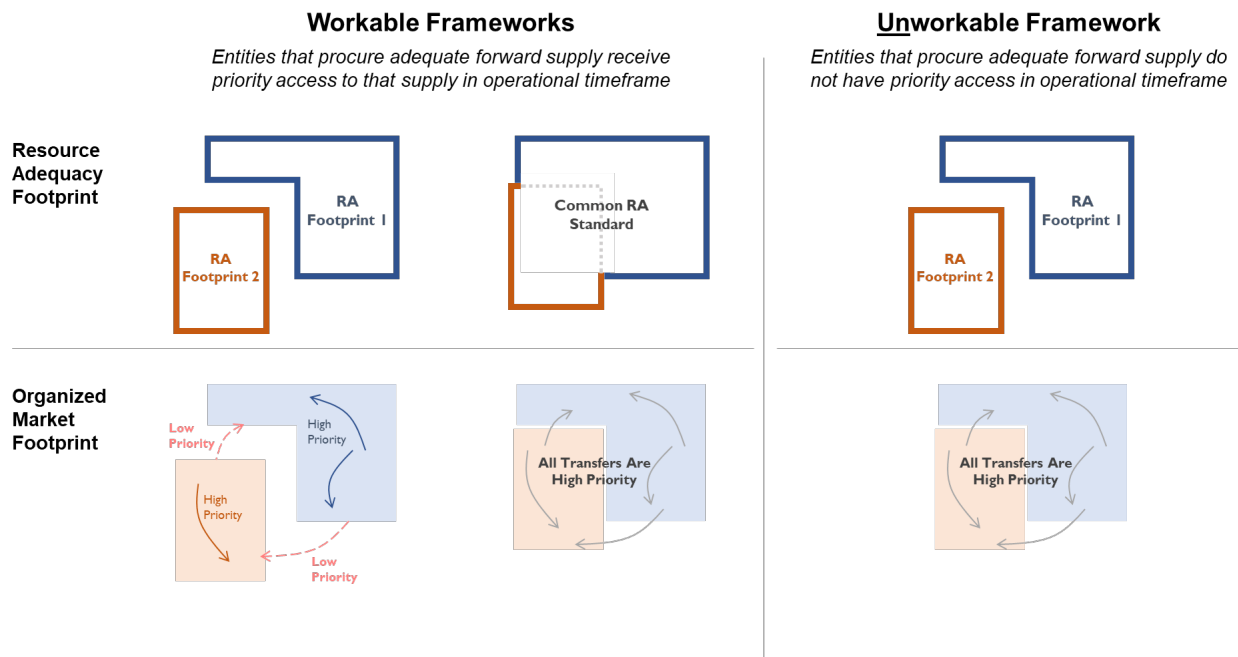 Workable Frameworks
Entities that procure adequate forward supply receive
priority access to that supply in operational timeframe
Unworkable Framework
Entities that procure adequate forward supply do
not have priority access in operational timeframe
Resource
Adequacy
Footprint
RA
Footprint 1
RA
Footprint 2
Common RA
Standard
RA
Footprint 1
RA
Footprint 2
Organized
Market
Footprint
Low
Priority
High
Priority
High
Priority
Low
Priority
All Transfers Are
High Priority
All Transfers Are
High Priority